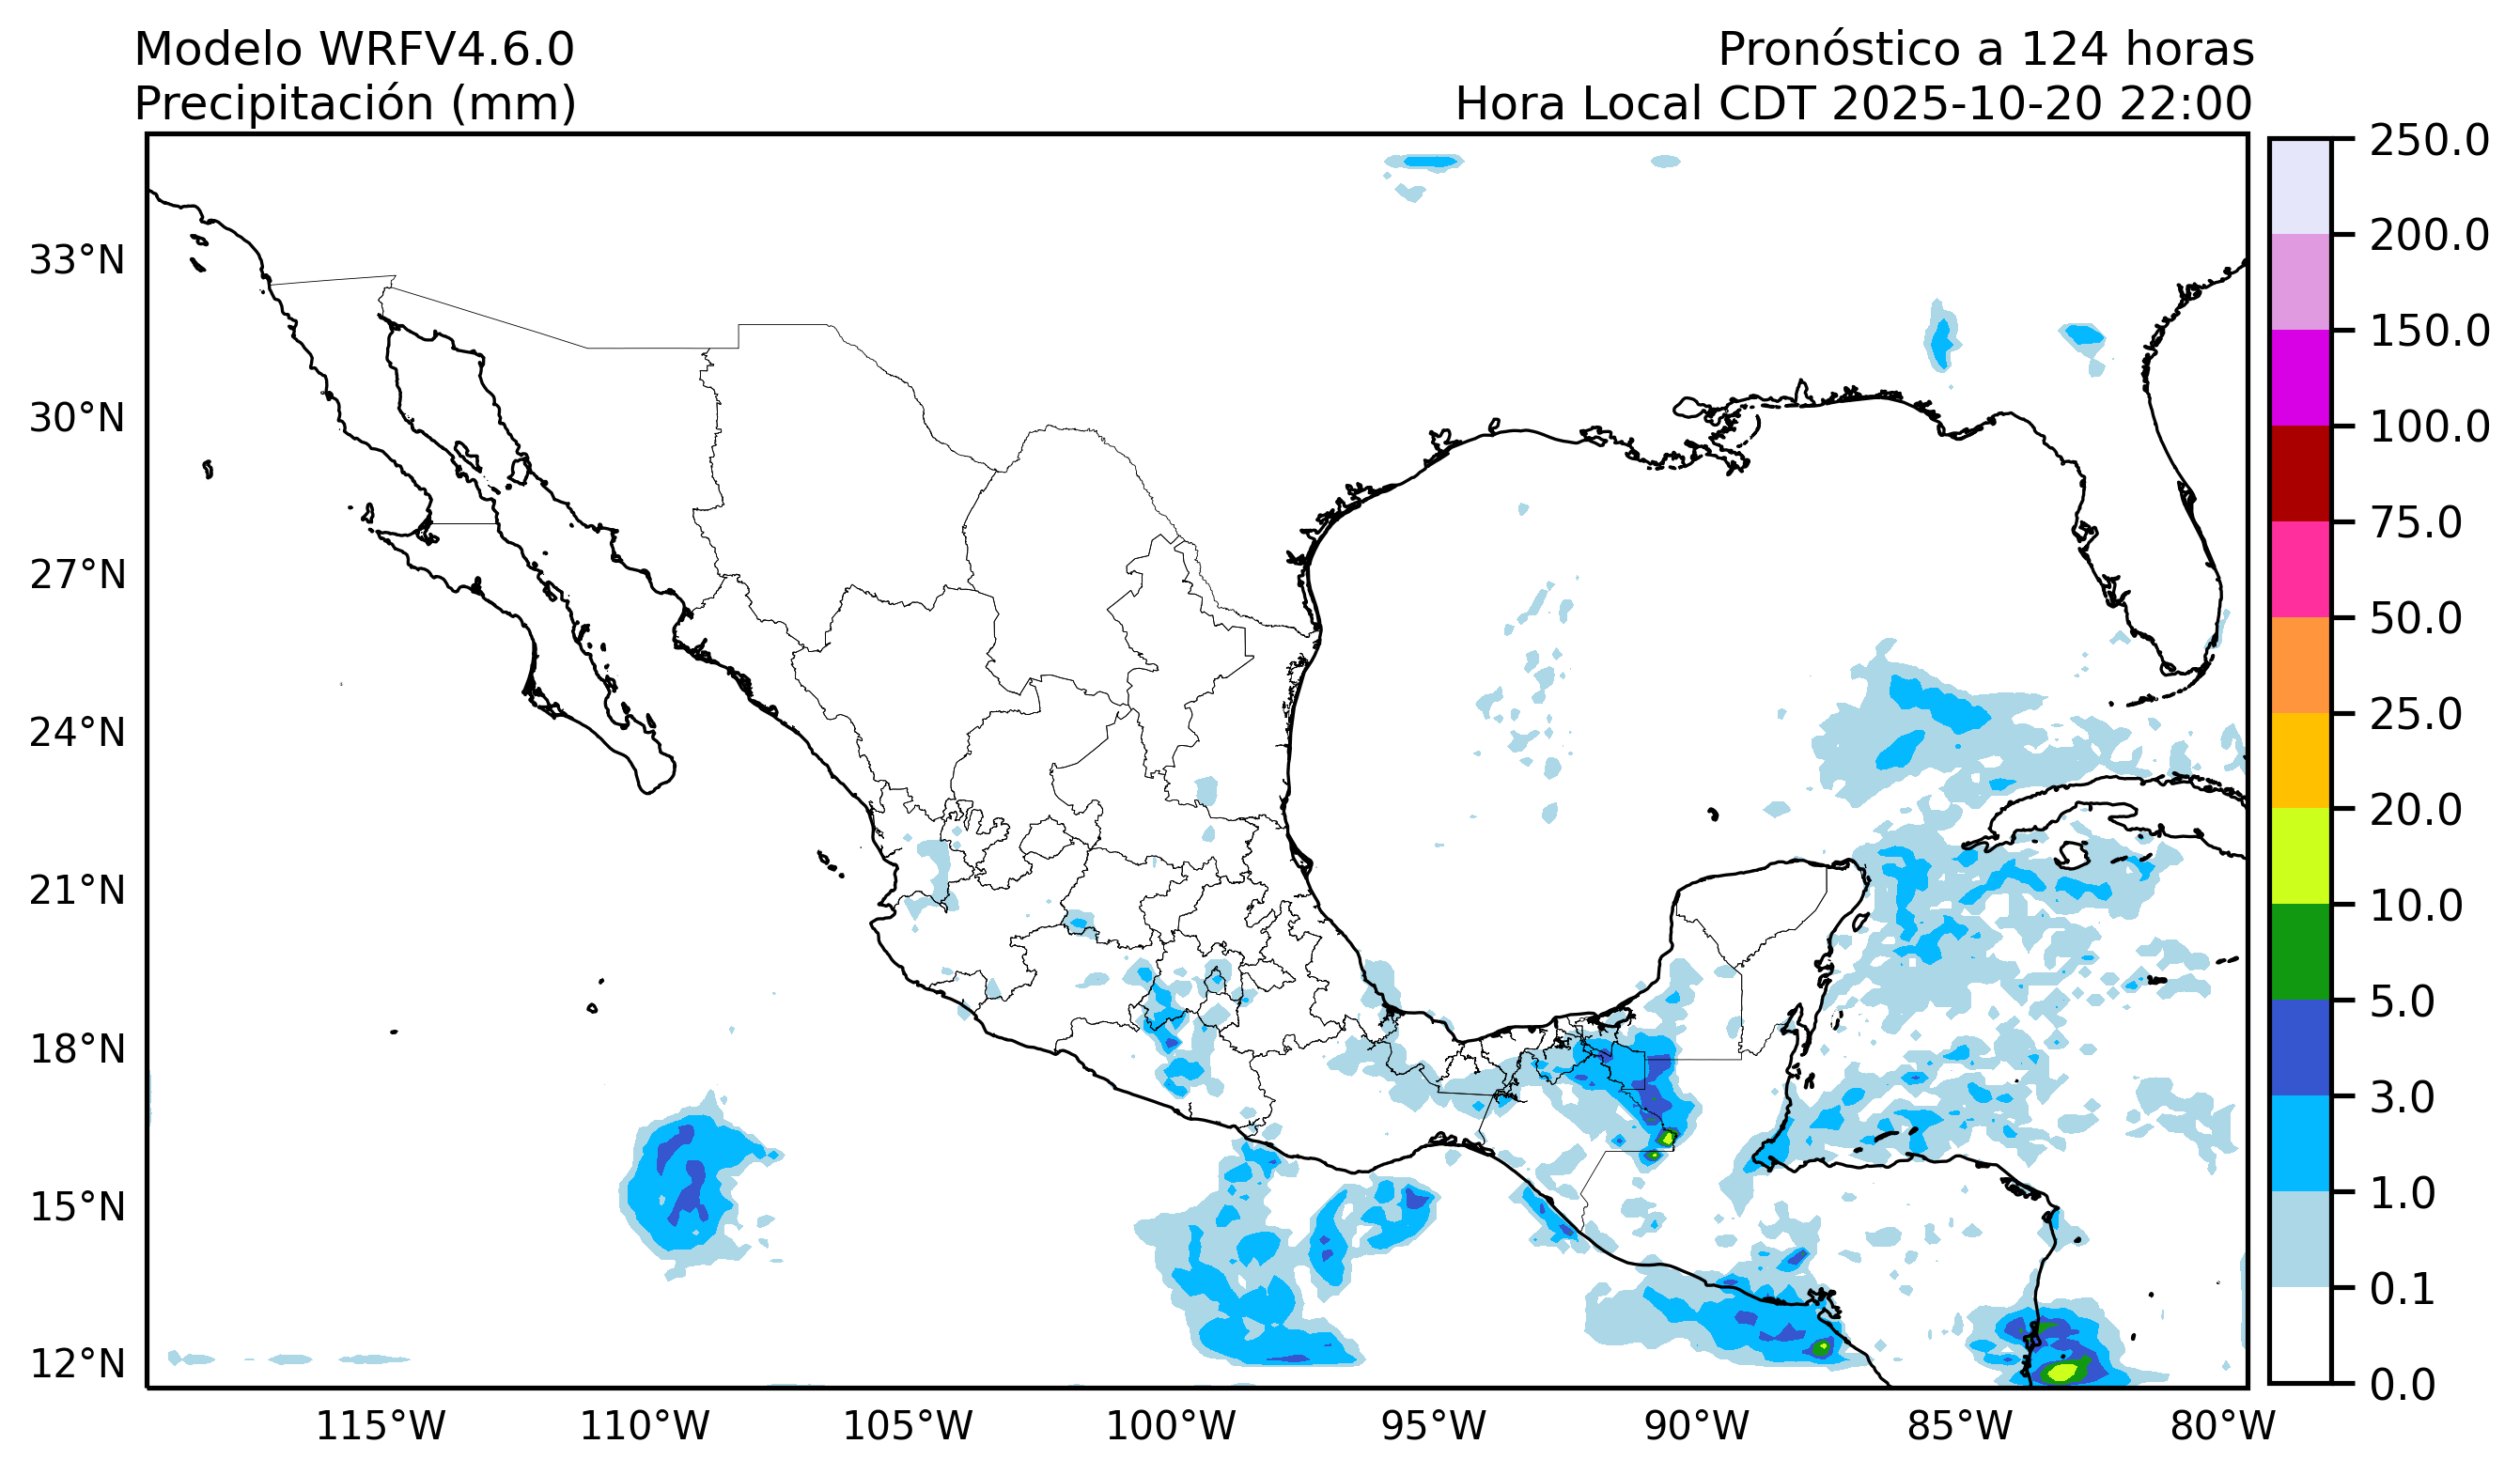 Modelo WRFV4.6.0
Precipitación (mm)
Pronóstico a 124 horas
Hora Local CDT 2025-10-20 22:00
33°N
30°N
27°N
24°N
21°N
18°N
15°N
12°N
115°W
110°W
105°W
100°W
95°W
90°W
85°W
80°W
250.0
200.0
150.0
100.0
75.0
50.0
25.0
20.0
10.0
5.0
3.0
1.0
0.1
0.0